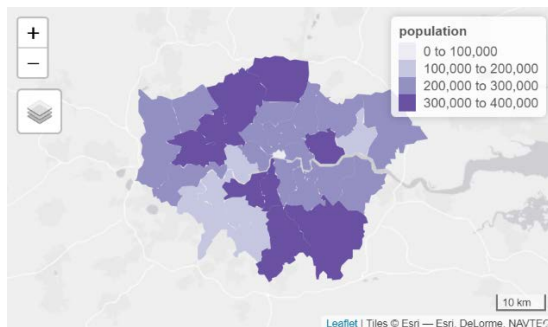 +
−
population
0 to 100,000
100,000 to 200,000
200,000 to 300,000
300,000 to 400,000
10 km
Leaflet | Tiles © Esri — Esri, DeLorme, NAVTEQ